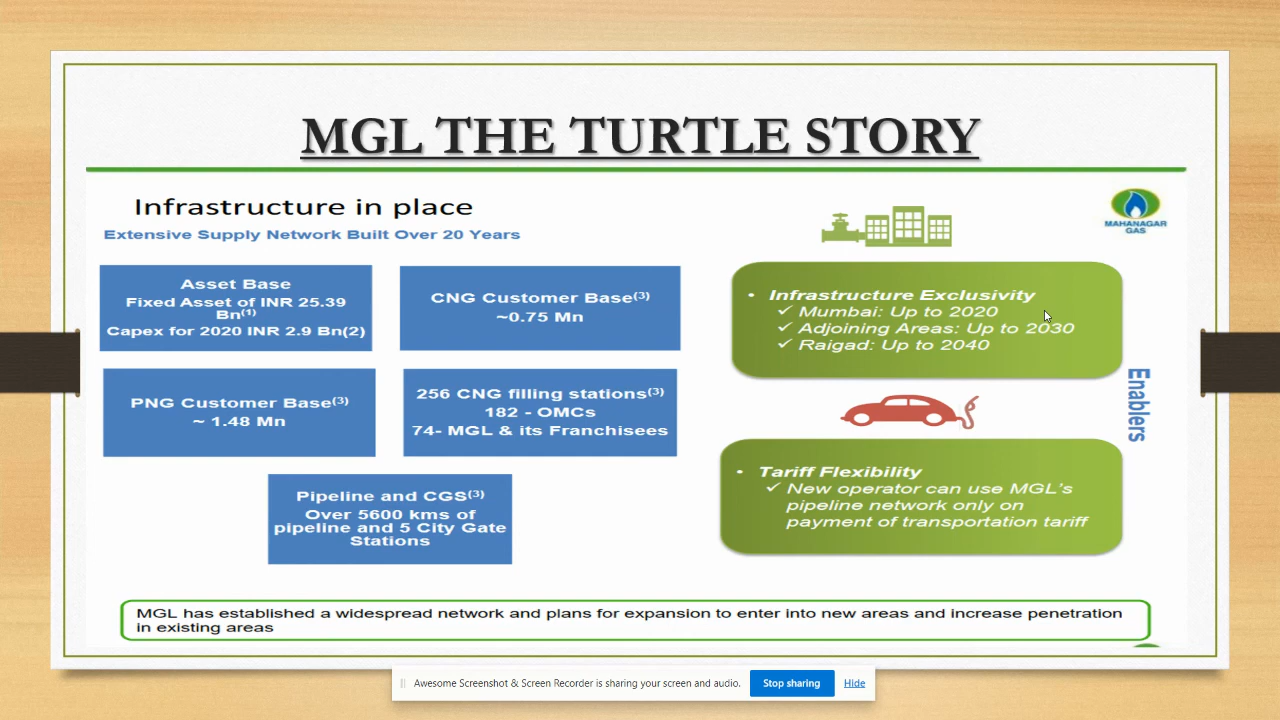 MGL THE TURTLE STORY
Infrastructure in place
Extensive Supply Network Built Over 20 Years
MAHANAGAR
GAS
Asset Base
Fixed Asset of INR 25.39
Bn(1)
Capex for 2020 INR 2.9 Bn(2)
CNG Customer Base(3)
~0.75 Mn
PNG Customer Base(3)
~ 1.48 Mn
256 CNG filling stations(3)
182 - OMCs
74- MGL & its Franchisees
Pipeline and CGS(3)
Over 5600 kms of
pipeline and 5 City Gate
Stations
• Infrastructure Exclusivity
✓ Mumbai: Up to 2020
✓ Adjoining Areas: Up to 2030
✓ Raigad: Up to 2040
Enablers
• Tariff Flexibility
✓ New operator can use MGL's
pipeline network only on
payment of transportation tariff
MGL has established a widespread network and plans for expansion to enter into new areas and increase penetration
in existing areas
Awesome Screenshot & Screen Recorder is sharing your screen and audio.
Stop sharing
Hide